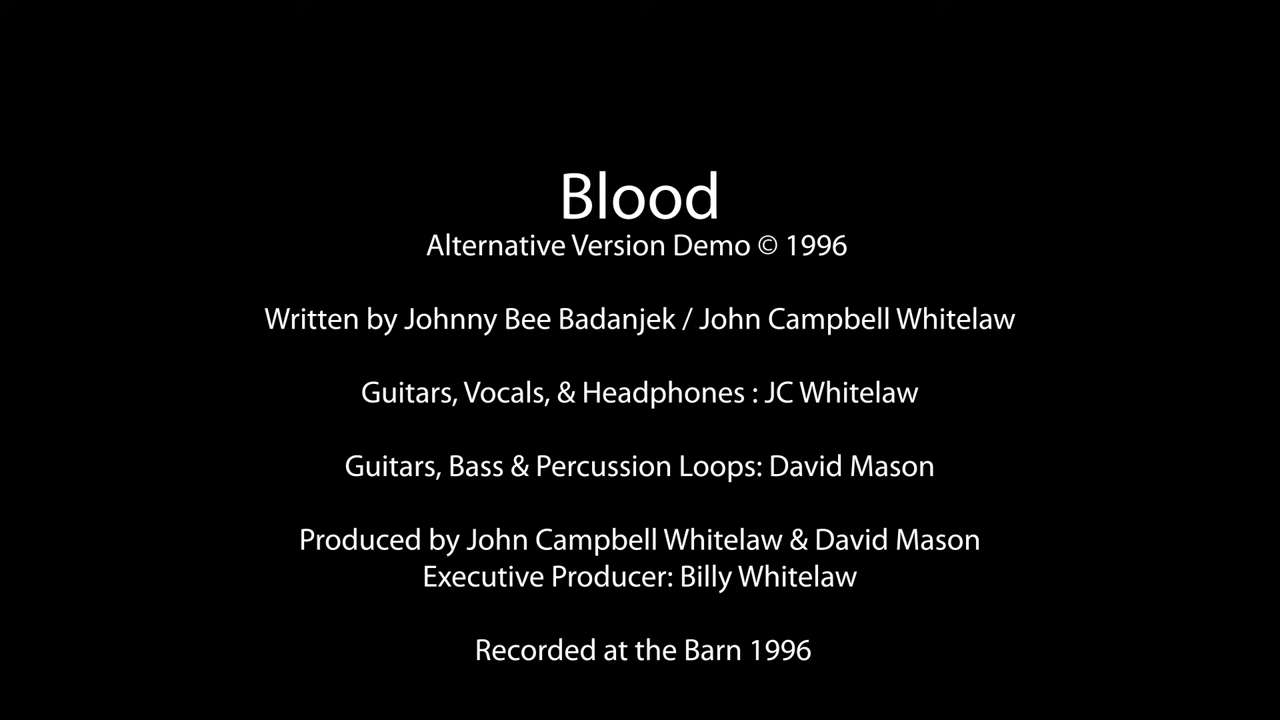 Blood
Alternative Version Demo © 1996
Written by Johnny Bee Badanjek / John Campbell Whitelaw
Guitars, Vocals, & Headphones : JC Whitelaw
Guitars, Bass & Percussion Loops: David Mason
Produced by John Campbell Whitelaw & David Mason
Executive Producer: Billy Whitelaw
Recorded at the Barn 1996